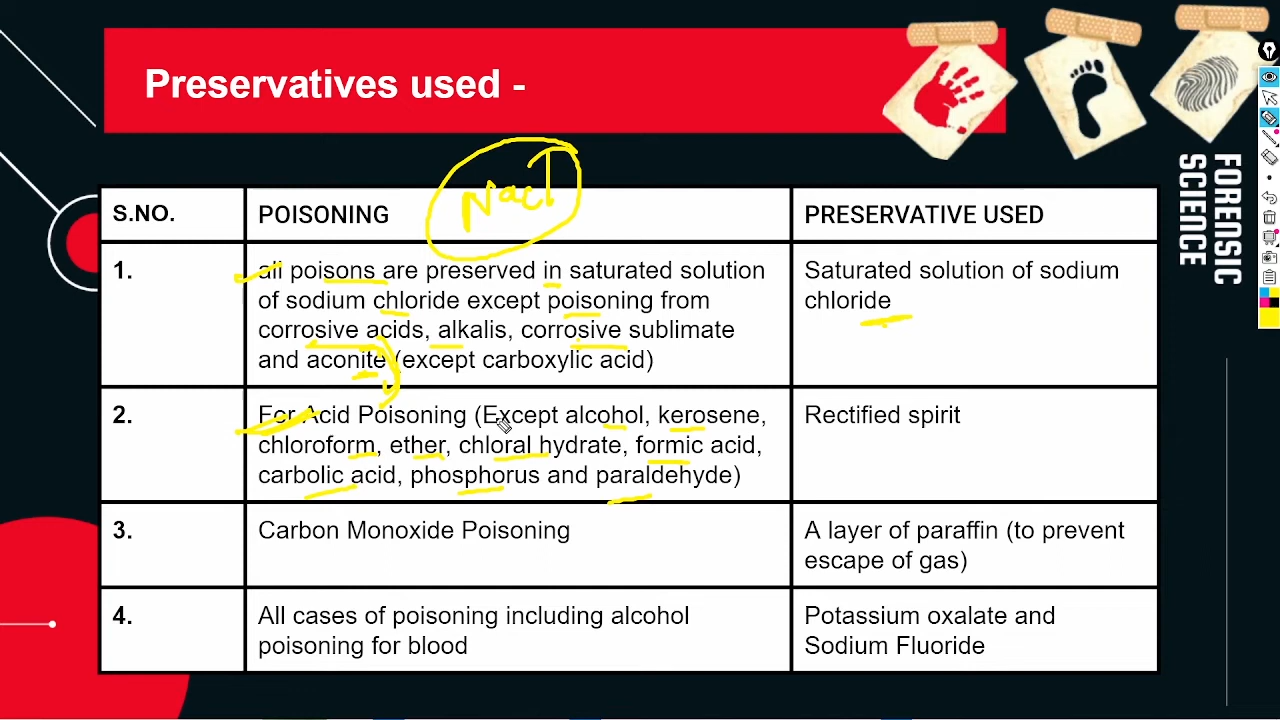 Preservatives used -
FORENSIC
SCIENCE
NaCl
S.NO.
POISONING
PRESERVATIVE USED
1.
all poisons are preserved in saturated solution
of sodium chloride except poisoning from
corrosive acids, alkalis, corrosive sublimate
and aconite (except carboxylic acid)
Saturated solution of sodium
chloride
2.
For Acid Poisoning (Except alcohol, kerosene,
chloroform, ether, chloral hydrate, formic acid,
carbolic acid, phosphorus and paraldehyde)
Rectified spirit
3.
Carbon Monoxide Poisoning
A layer of paraffin (to prevent
escape of gas)
4.
All cases of poisoning including alcohol
poisoning for blood
Potassium oxalate and
Sodium Fluoride